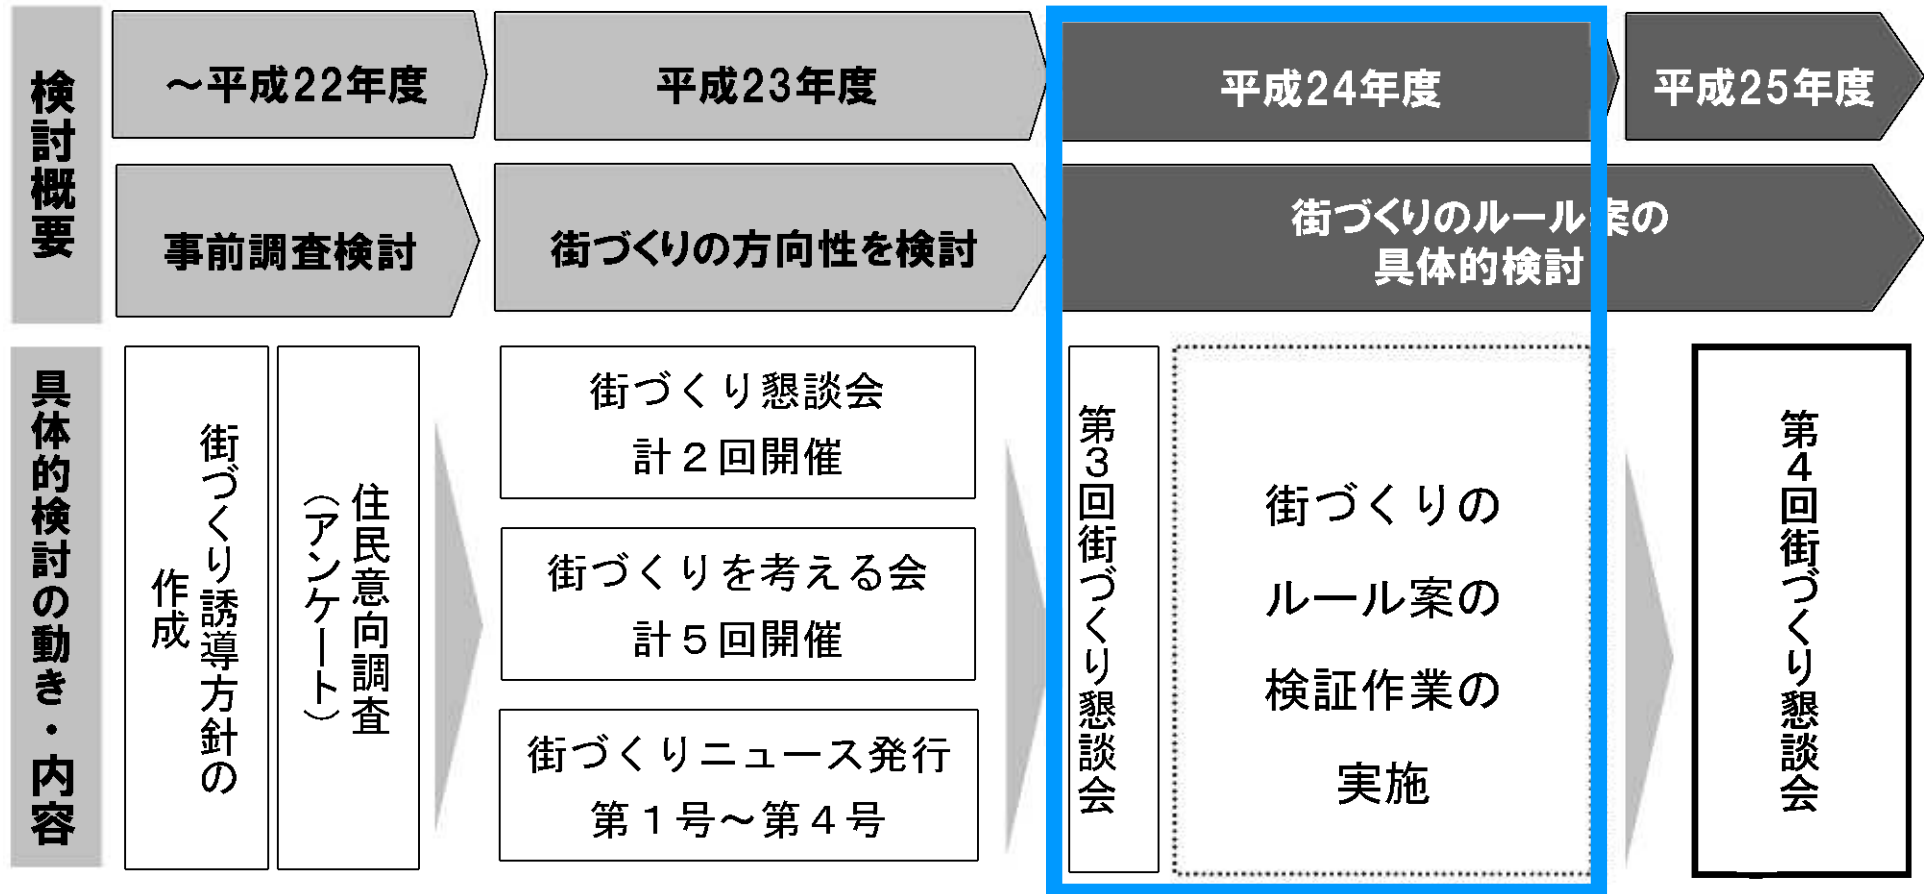 検討概要
～平成22年度
平成23年度
平成24年度
平成25年度
事前調査検討
街づくりの方向性を検討
街づくりのルール案の
具体的検討
具体的検討の動き・内容
街づくり誘導方針の
作成
住民意向調査
（アンケート）
街づくり懇談会
計２回開催
街づくりを考える会
計５回開催
街づくりニュース発行
第１号～第４号
第３回街づくり懇談会
街づくりの
ルール案の
検証作業の
実施
第４回街づくり懇談会